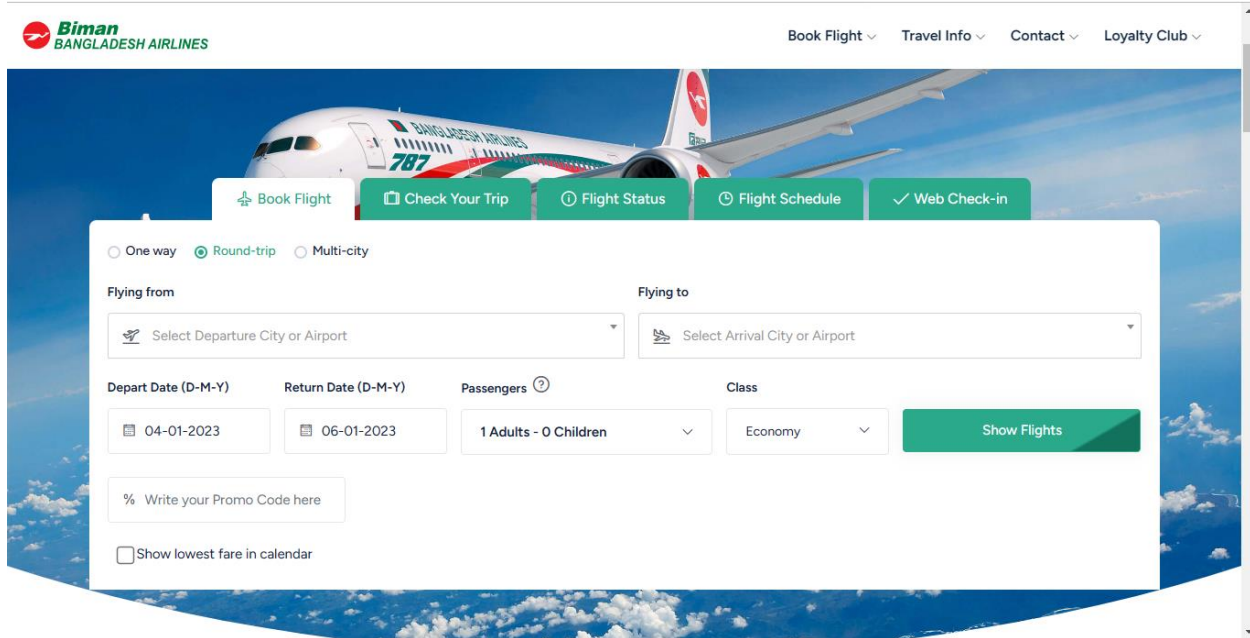 Biman
BANGLADESH AIRLINES
Book Flight Travel Info Contact Loyalty Club
BANGLADESH AIRLINES
787
Book Flight Check Your Trip Flight Status Flight Schedule Web Check-in
One way Round-trip Multi-city
Flying from Flying to
Select Departure City or Airport Select Arrival City or Airport
Depart Date (D-M-Y) Return Date (D-M-Y) Passengers ? Class
04-01-2023 06-01-2023 1 Adults - 0 Children Economy Show Flights
% Write your Promo Code here
Show lowest fare in calendar